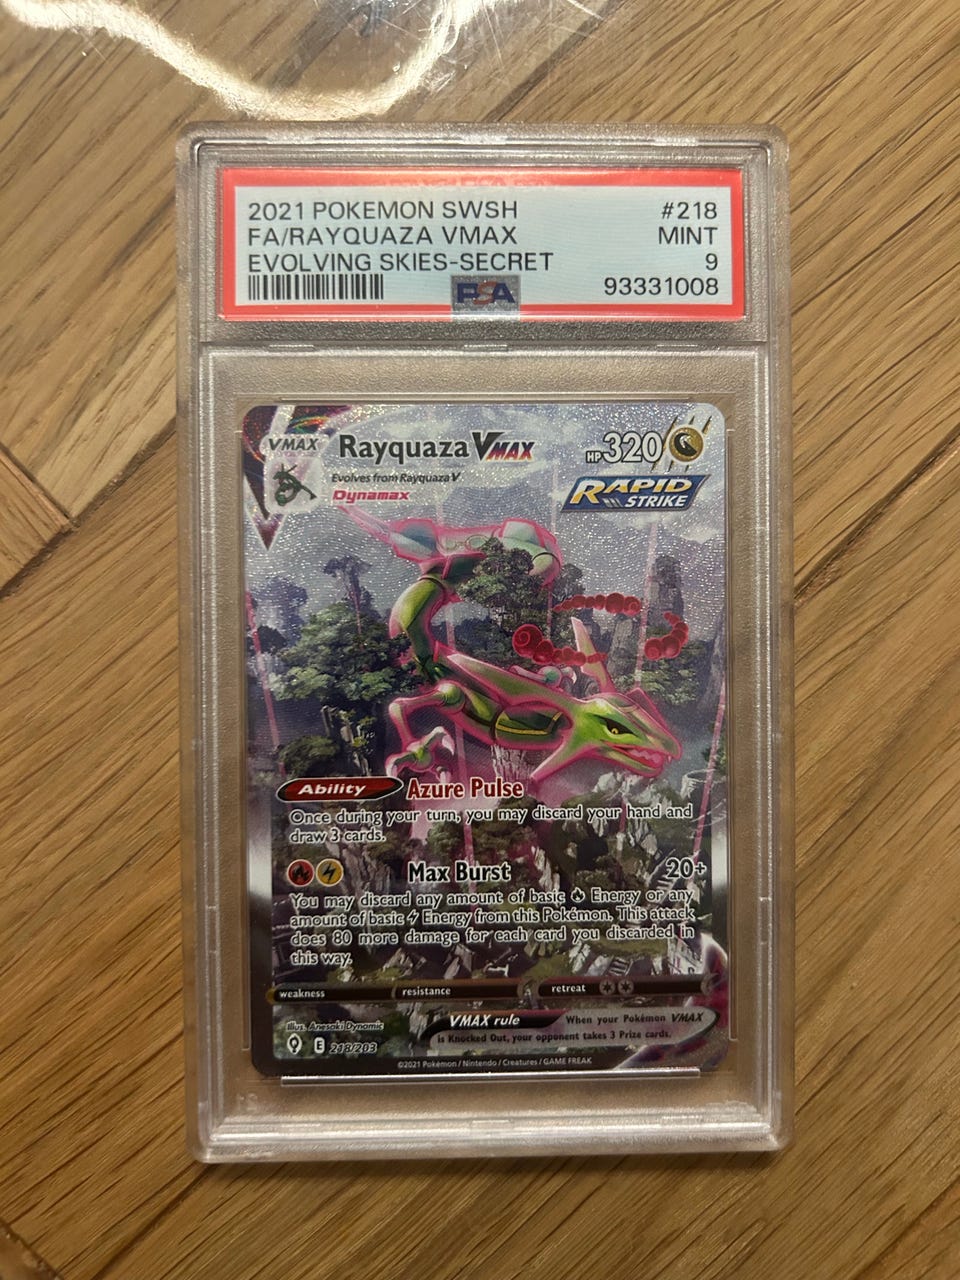 2021 POKEMON SWSH #218
FA/RAYQUAZA VMAX MINT
EVOLVING SKIES-SECRET 9
PSA 93331008
VMAX Rayquaza VMAX HP 320
Evolves from Rayquaza V
Dynamax
RAPID
STRIKE
Ability Azure Pulse
Once during your turn, you may discard your hand and
draw 3 cards.
Max Burst 20+
You may discard any amount of basic Energy or any
amount of basic Energy from this Pokémon. This attack
does 80 more damage for each card you discarded in
this way.
weakness resistance retreat
Illus. Anesaki Dynamic
VMAX rule When your Pokémon VMAX
is Knocked Out, your opponent takes 3 Prize cards.
E 218/203
©2021 Pokémon / Nintendo / Creatures / GAME FREAK